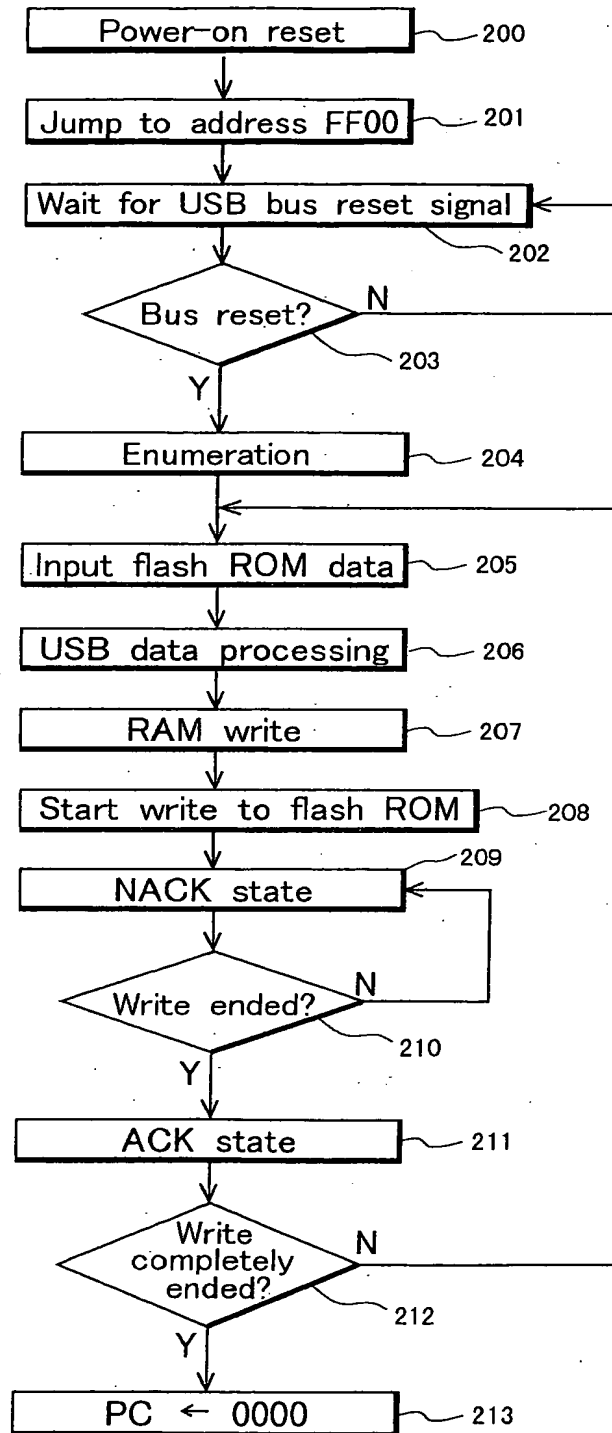 Power-on reset
200
Jump to address FF00
201
Wait for USB bus reset signal
202
Bus reset?
N
203
Y
Enumeration
204
Input flash ROM data
205
USB data processing
206
RAM write
207
Start write to flash ROM
208
209
NACK state
N
Write ended?
210
Y
ACK state
211
Write
completely
ended?
N
212
Y
PC ← 0000
213